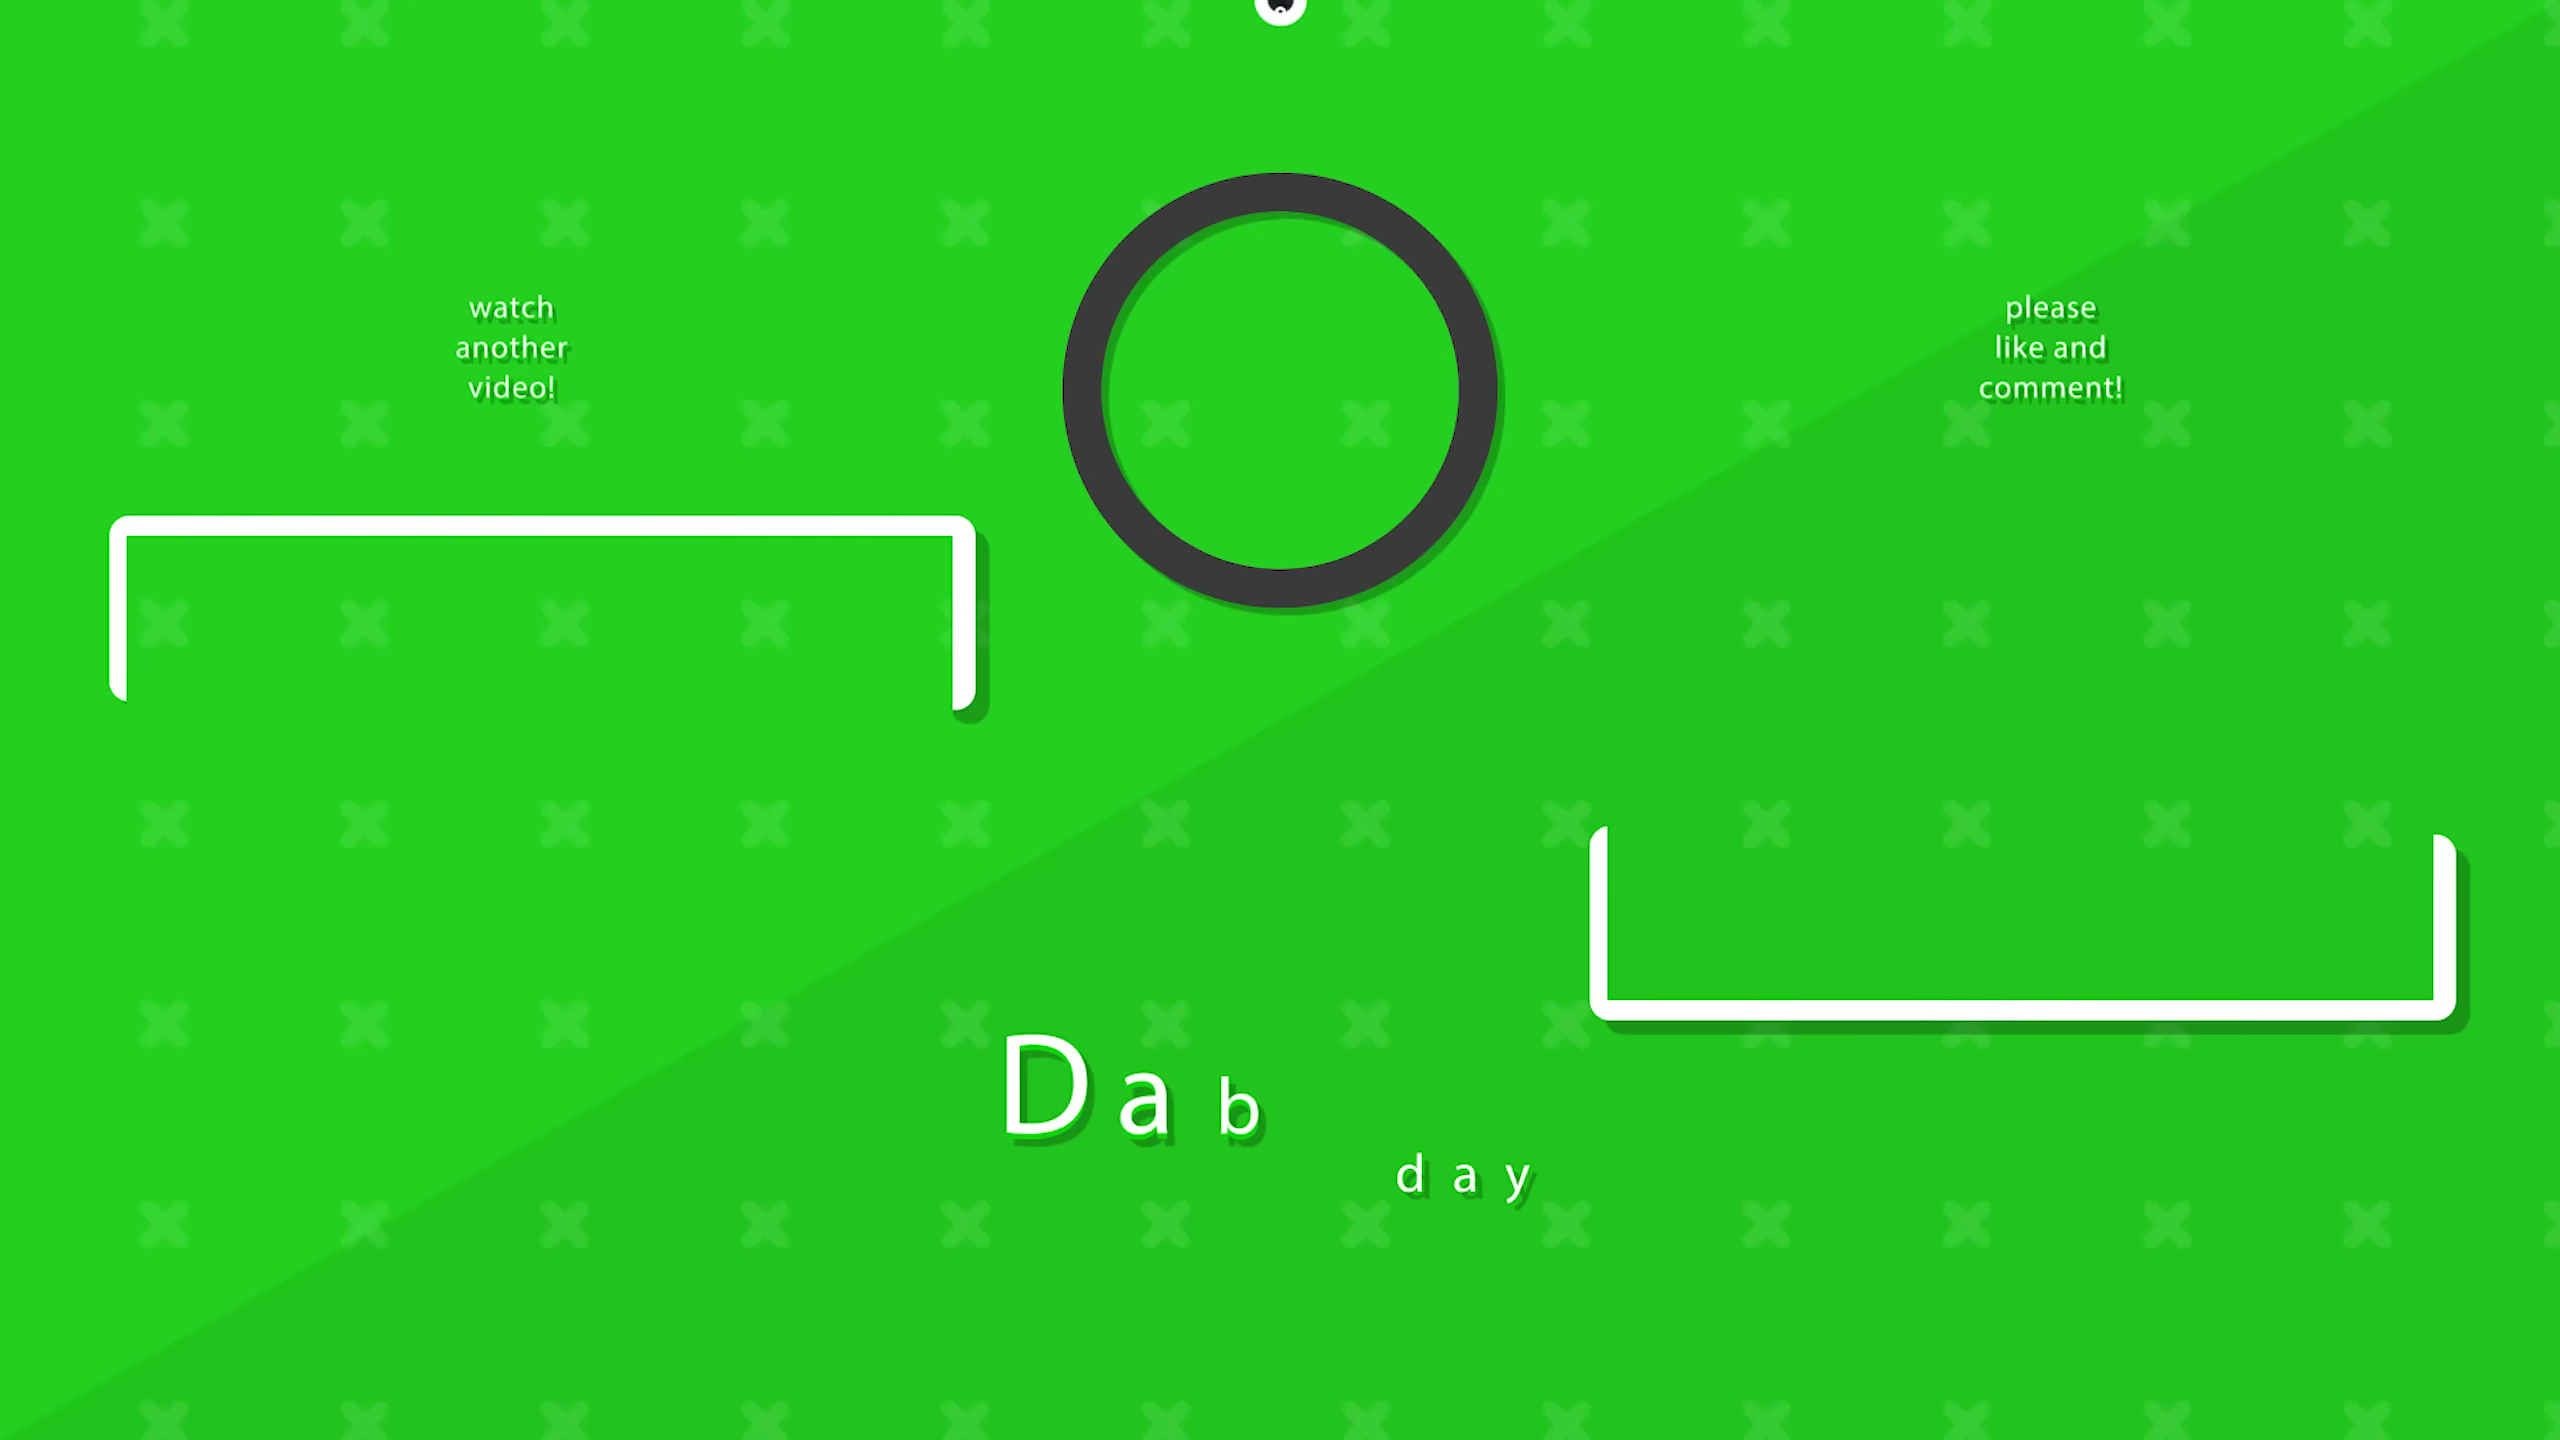 watch
another
video!
please
like and
comment!
D a b
d a y